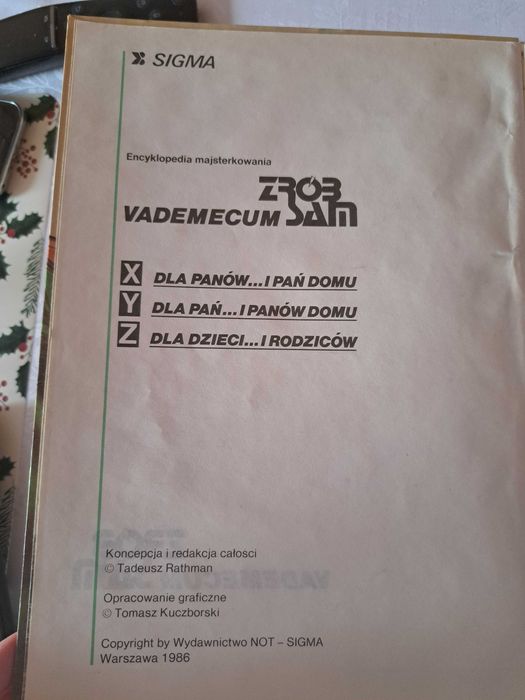 SIGMA
Encyklopedia majsterkowania
VADEMECUM ZRÓB SAM
X DLA PANÓW...I PAŃ DOMU
Y DLA PAŃ...I PANÓW DOMU
Z DLA DZIECI...I RODZICÓW
Koncepcja i redakcja całosci
© Tadeusz Rathman
Opracowanie graficzne
© Tomasz Kuczborski
Copyright by Wydawnictwo NOT – SIGMA
Warszawa 1986